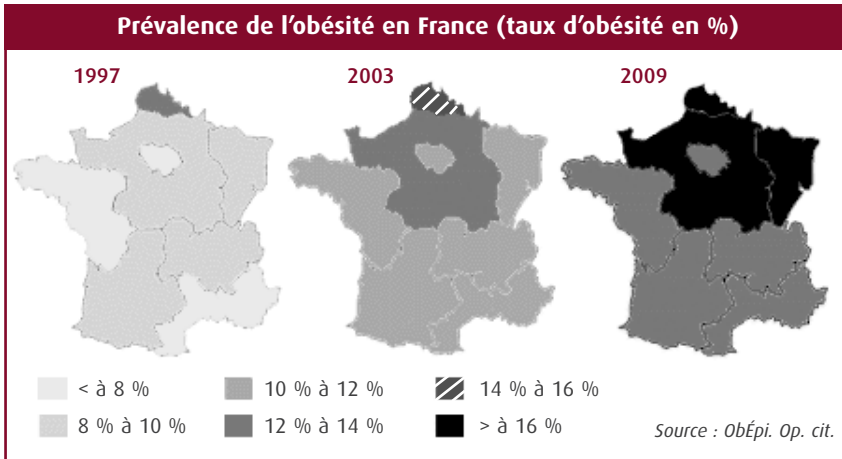 Prévalence de l'obésité en France (taux d'obésité en %)
1997
2003
2009
< à 8 %
10 % à 12 %
14 % à 16 %
8 % à 10 %
12 % à 14 %
> à 16 %
Source : ObÉpi. Op. cit.